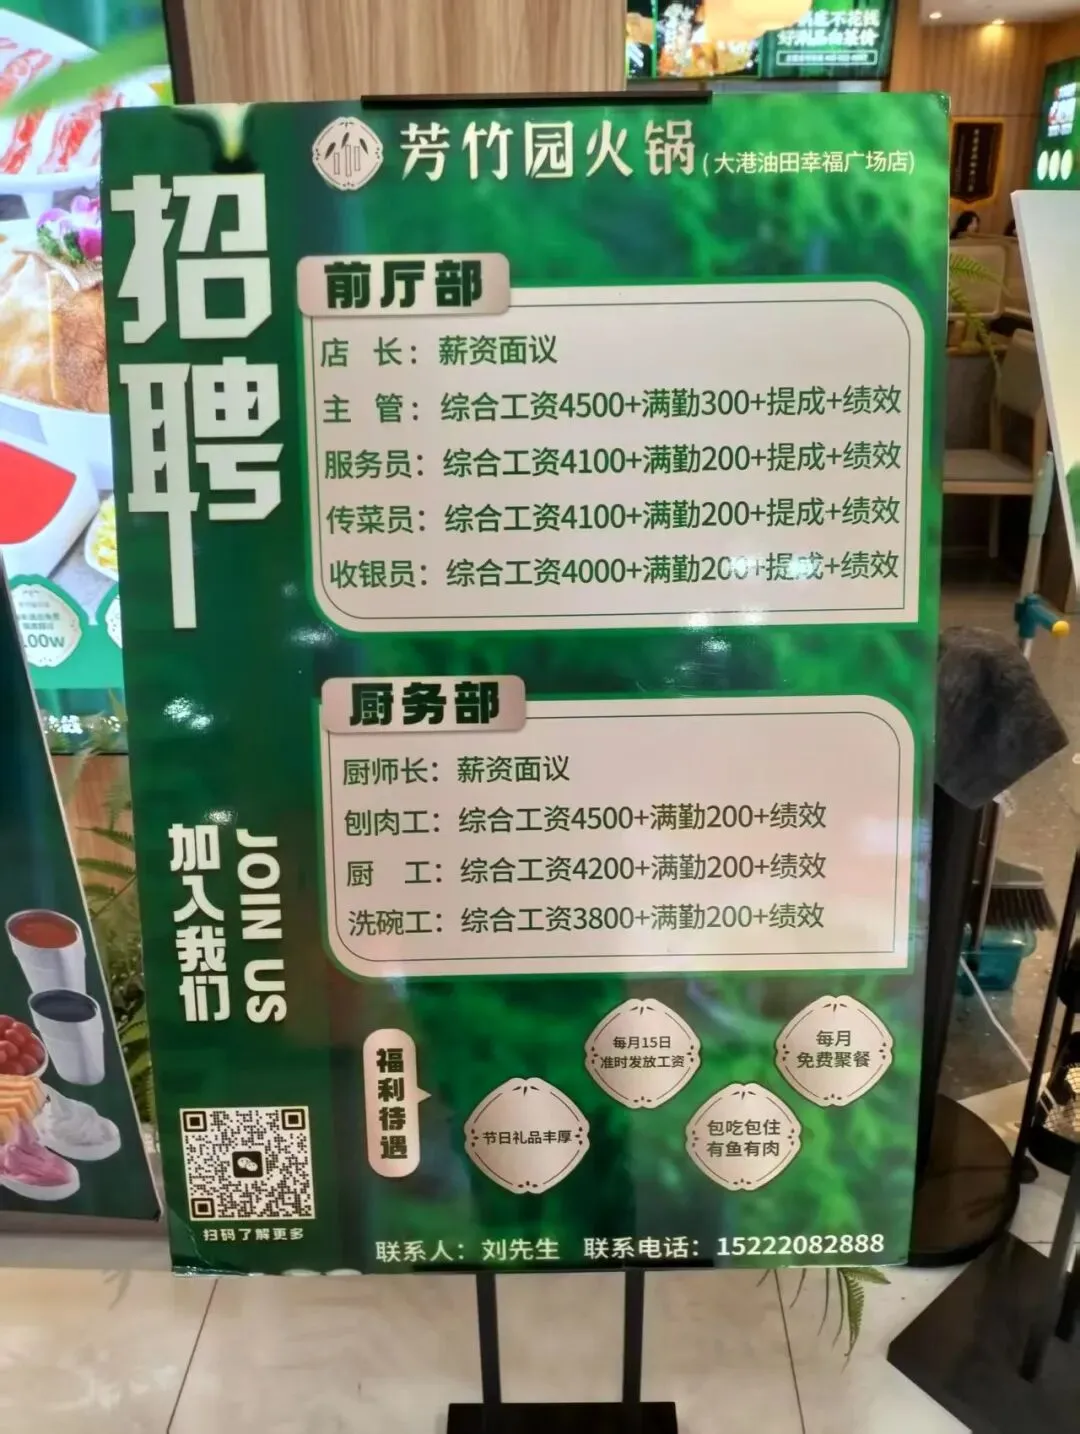 芳竹园火锅(大港油田幸福广场店)
招聘
加入我们
JOIN US
前厅部
店 长：薪资面议
主 管：综合工资4500+满勤300+提成+绩效
服务员：综合工资4100+满勤200+提成+绩效
传菜员：综合工资4100+满勤200+提成+绩效
收银员：综合工资4000+满勤200+提成+绩效
厨务部
厨师长：薪资面议
刨肉工：综合工资4500+满勤200+绩效
厨 工：综合工资4200+满勤200+绩效
洗碗工：综合工资3800+满勤200+绩效
福利待遇
节日礼品丰厚
每月15日
准时发放工资
包吃包住
有鱼有肉
每月
免费聚餐
扫码了解更多
联系人：刘先生 联系电话：15222082888